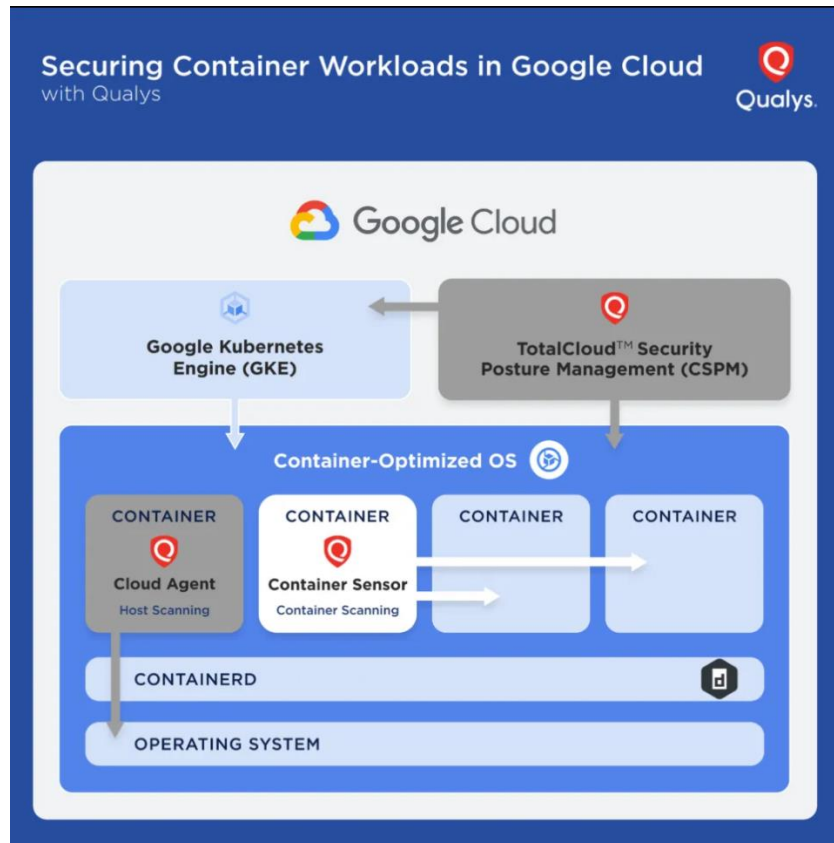 Securing Container Workloads in Google Cloud
with Qualys
Qualys.
Google Cloud
Google Kubernetes
Engine (GKE)
TotalCloud™ Security
Posture Management (CSPM)
Container-Optimized OS
CONTAINER
Cloud Agent
Host Scanning
CONTAINER
Container Sensor
Container Scanning
CONTAINER
CONTAINER
CONTAINERD
d
OPERATING SYSTEM